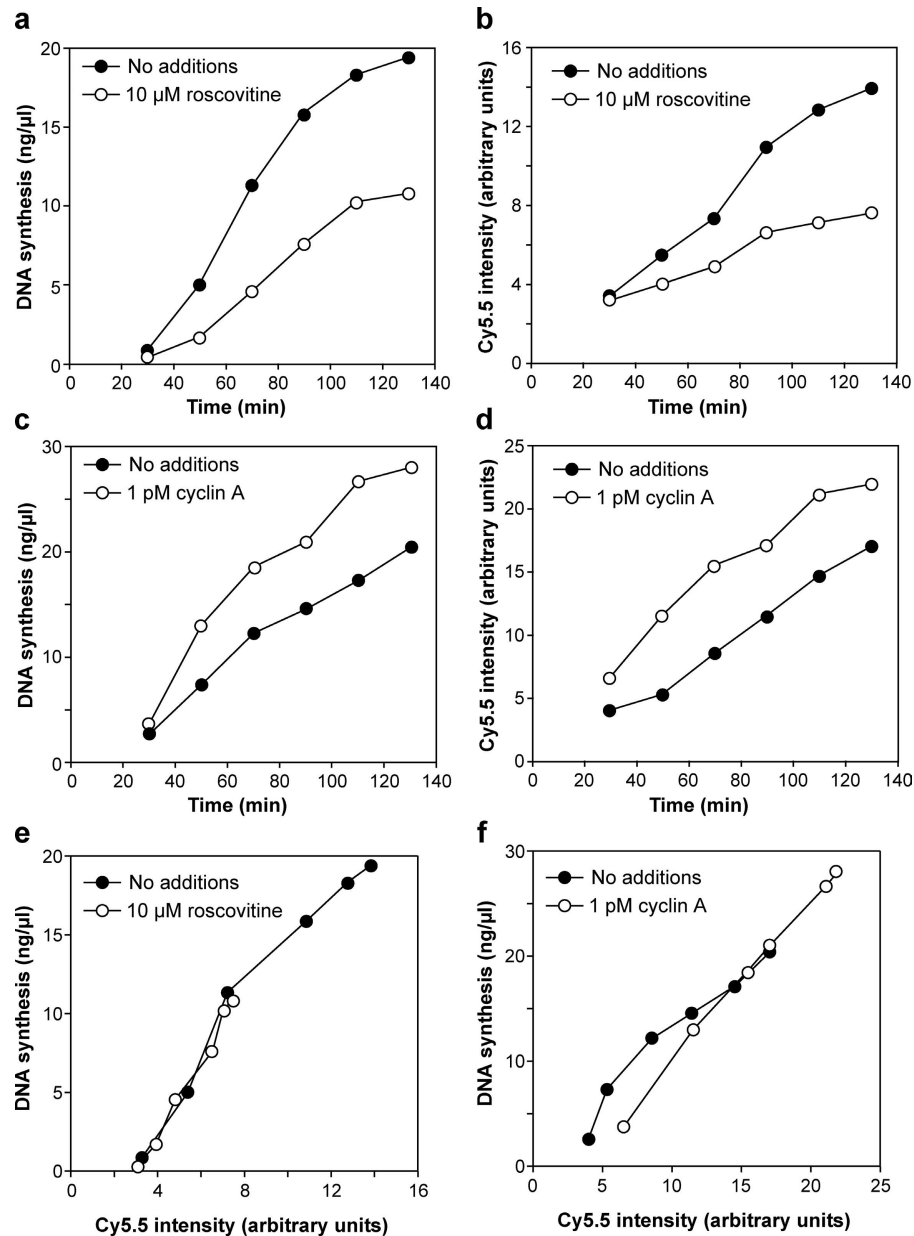 a
DNA synthesis (ng/µl)
20
15
10
5
0
No additions
10 µM roscovitine
0 20 40 60 80 100 120 140
Time (min)
b
Cy5.5 intensity (arbitrary units)
16
12
8
4
0
No additions
10 µM roscovitine
0 20 40 60 80 100 120 140
Time (min)
c
DNA synthesis (ng/µl)
30
20
10
0
No additions
1 pM cyclin A
0 20 40 60 80 100 120 140
Time (min)
d
Cy5.5 intensity (arbitrary units)
25
20
15
10
5
0
No additions
1 pM cyclin A
0 20 40 60 80 100 120 140
Time (min)
e
DNA synthesis (ng/µl)
20
15
10
5
0
No additions
10 µM roscovitine
0 4 8 12 16
Cy5.5 intensity (arbitrary units)
f
DNA synthesis (ng/µl)
30
20
10
0
No additions
1 pM cyclin A
0 5 10 15 20 25
Cy5.5 intensity (arbitrary units)